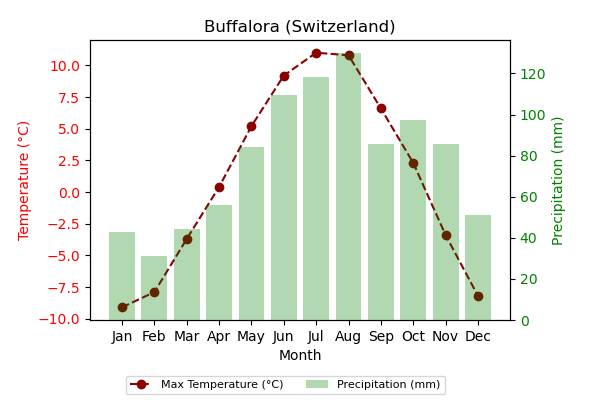 Buffalora (Switzerland)
10.0
7.5
5.0
2.5
0.0
−2.5
−5.0
−7.5
−10.0
Temperature (°C)
120
100
80
60
40
20
0
Precipitation (mm)
Jan Feb Mar Apr May Jun Jul Aug Sep Oct Nov Dec
Month
Max Temperature (°C) Precipitation (mm)